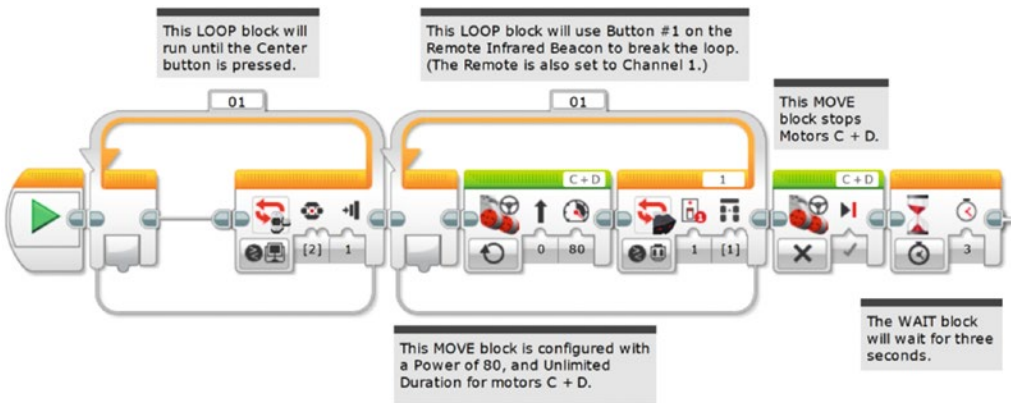 This LOOP block will
run until the Center
button is pressed.
This LOOP block will use Button #1 on the
Remote Infrared Beacon to break the loop.
(The Remote is also set to Channel 1.)
01
01
This MOVE
block stops
Motors C + D.
C + D
1
C + D
[2] 1
0 80
1 [1]
3
This MOVE block is configured with
a Power of 80, and Unlimited
Duration for motors C + D.
The WAIT block
will wait for three
seconds.